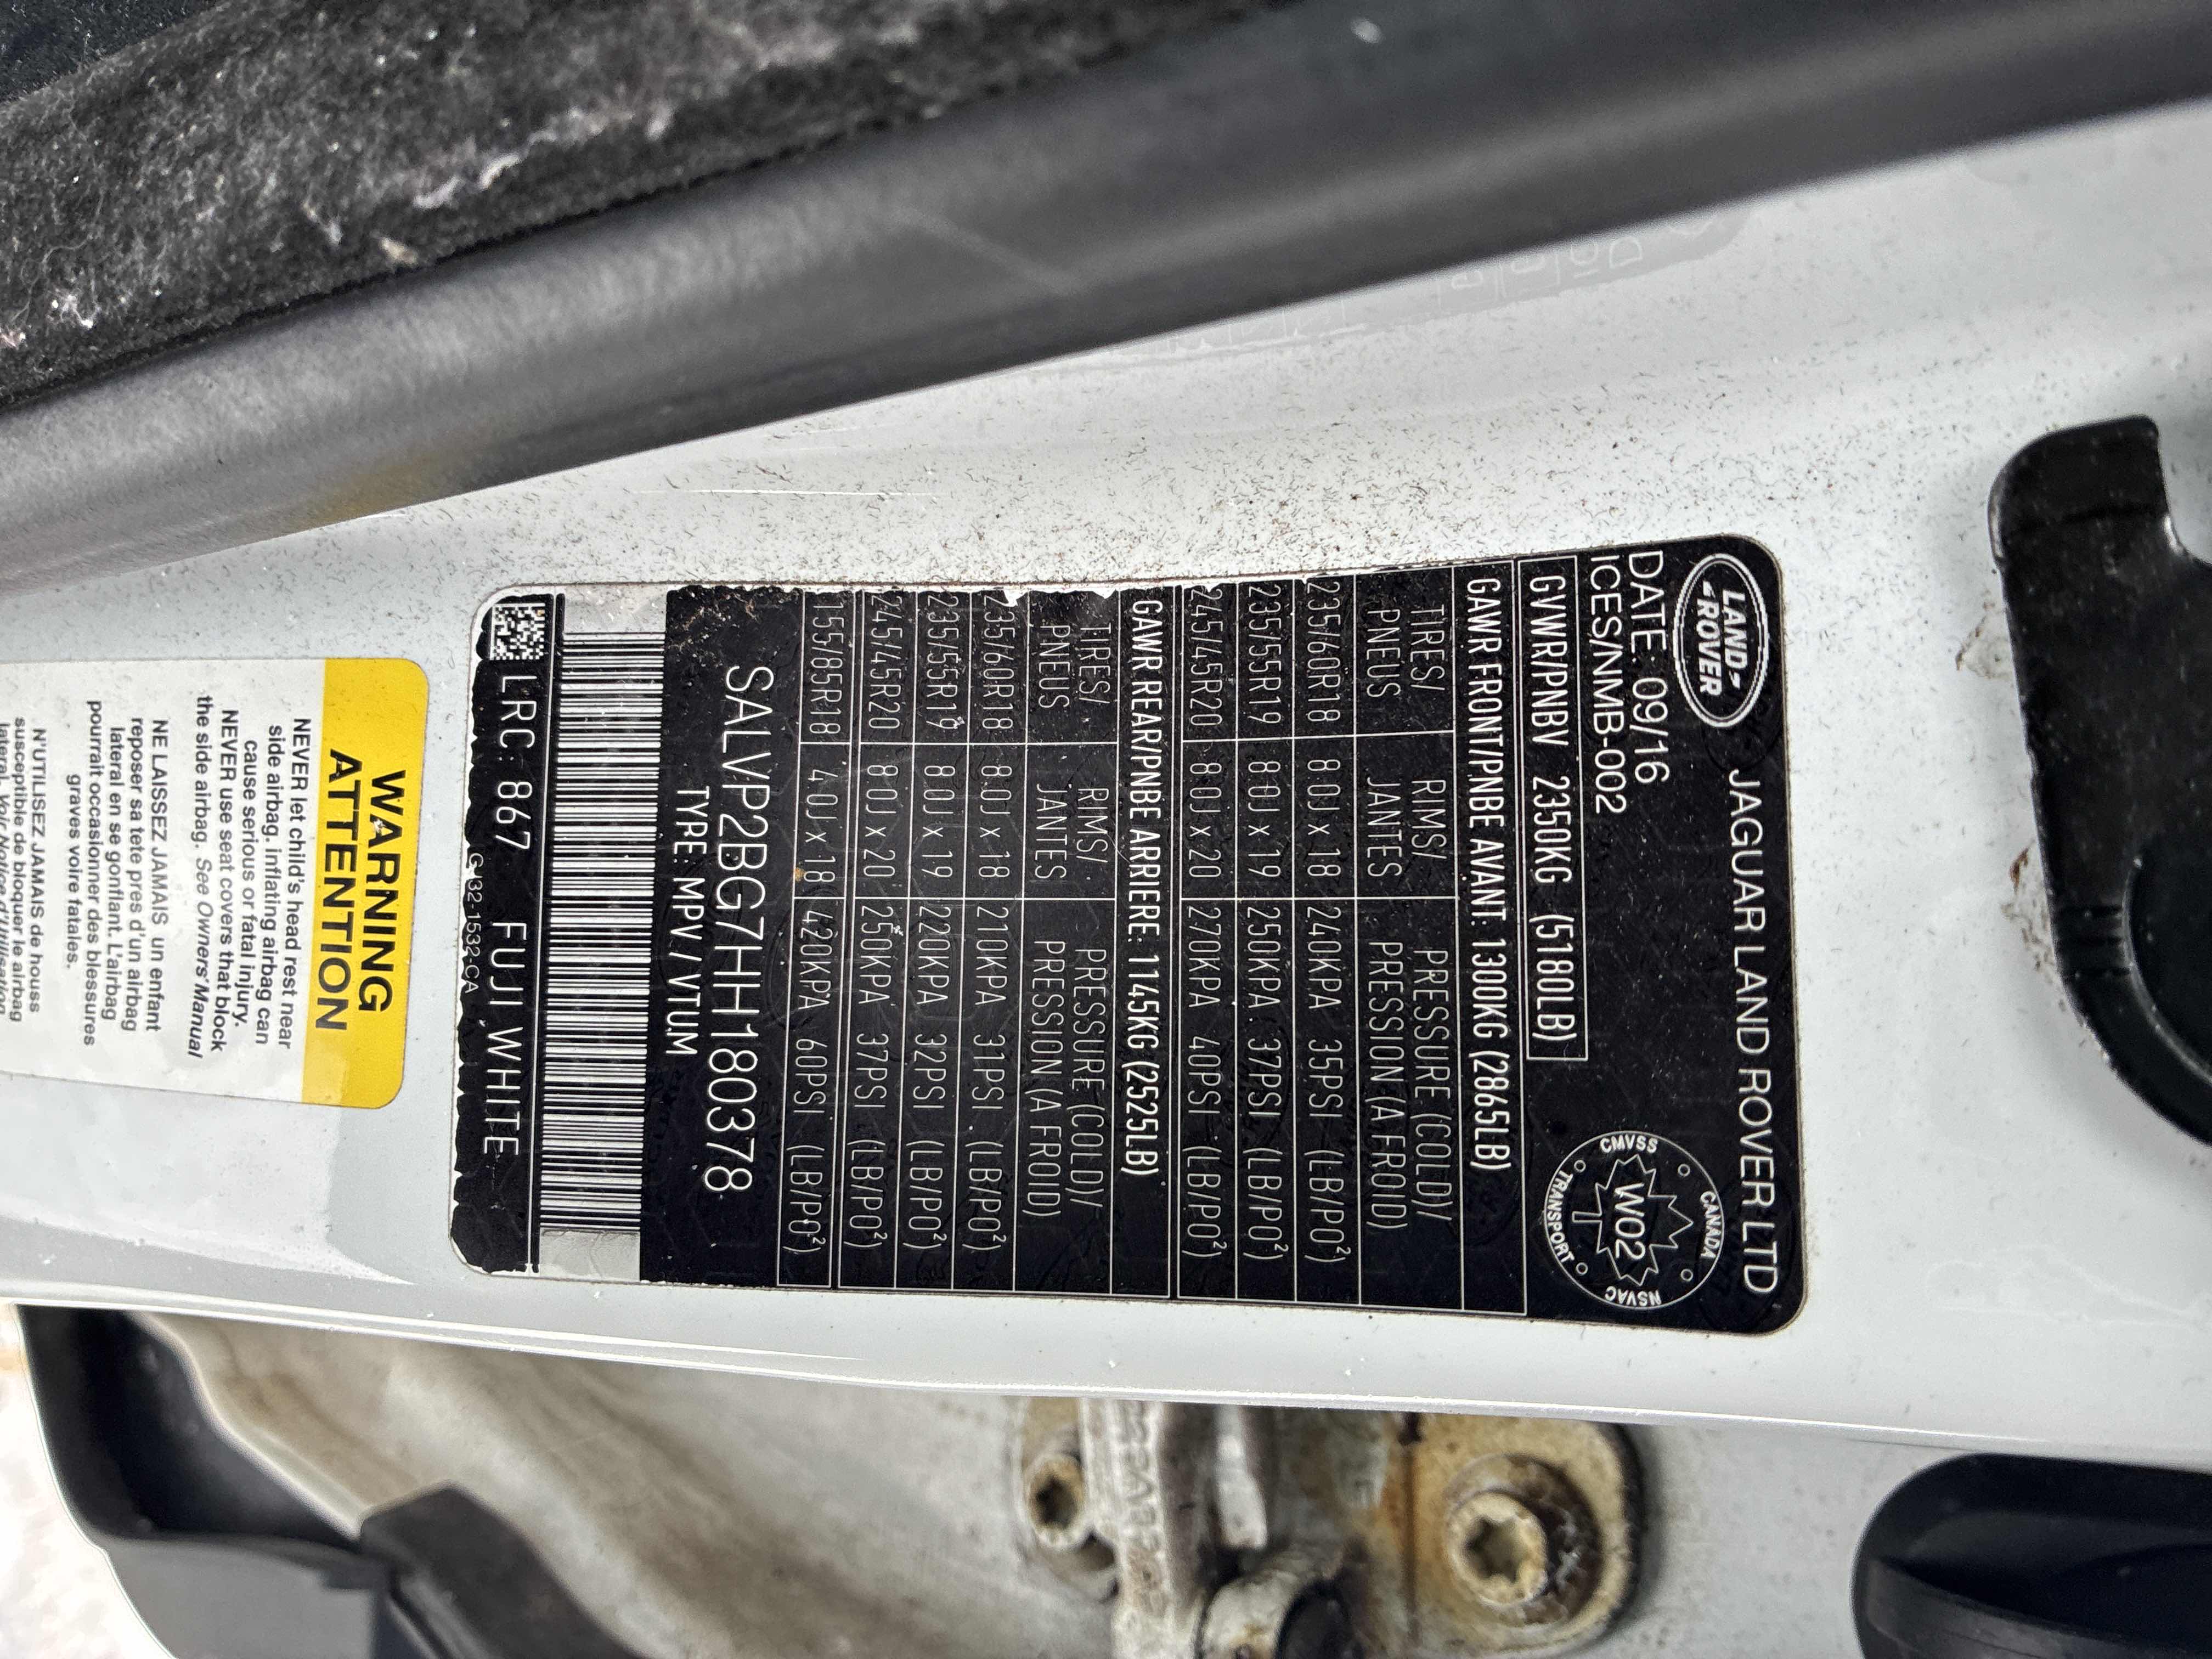 LAND-
-ROVER
JAGUAR LAND ROVER LTD
DATE: 09/16
ICES/NMB-002
CMVSS
CANADA
NSVAC
TRANSPORT
W02
GVWR/PNBV 2350KG (5180LB)
GAWR FRONT/PNBE AVANT: 1300KG (2865LB)
TIRES/ RIMS/ PRESSURE (COLD)/
PNEUS JANTES PRESSION (A FROID)
235/60R18 8.0J x 18 240KPA 35PSI (LB/PO²)
235/55R19 8.0J x 19 250KPA 37PSI (LB/PO²)
245/45R20 8.0J x 20 270KPA 40PSI (LB/PO²)
GAWR REAR/PNBE ARRIERE: 1145KG (2525LB)
TIRES/ RIMS/ PRESSURE (COLD)/
PNEUS JANTES PRESSION (A FROID)
235/60R18 8.0J x 18 210KPA 31PSI (LB/PO²)
235/55R19 8.0J x 19 220KPA 32PSI (LB/PO²)
245/45R20 8.0J x 20 250KPA 37PSI (LB/PO²)
155/85R18 4.0J x 18 420KPA 60PSI (LB/PO²)
SALVP2BG7HH180378
TYRE: MPV / VTUM
LRC: 867 FUJI WHITE
GJ32-1532-CA
WARNING
ATTENTION
NEVER let child's head rest near
side airbag. Inflating airbag can
cause serious or fatal injury.
NEVER use seat covers that block
the side airbag. See Owners' Manual
NE LAISSEZ JAMAIS un enfant
reposer sa tete pres d'un airbag
lateral en se gonflant. L'airbag
pourrait occasionner des blessures
graves voire fatales.
N'UTILISEZ JAMAIS de houss
susceptible de bloquer le airbag
lateral. Voir Notice d'Utilisation